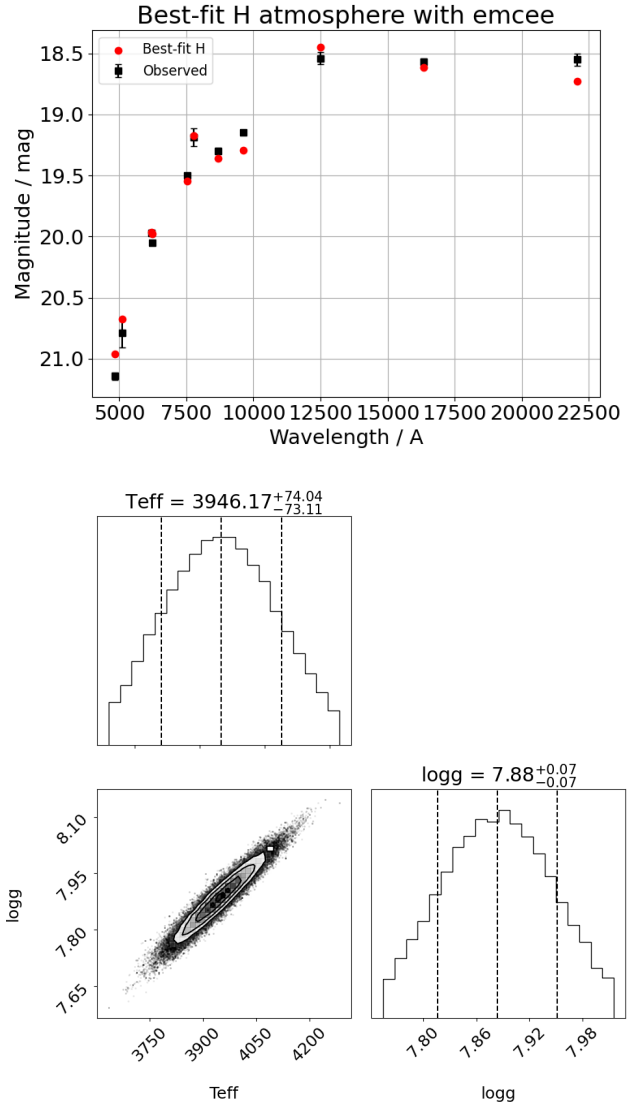 Best-fit H atmosphere with emcee
Best-fit H
Observed
18.5
19.0
19.5
20.0
20.5
21.0
Magnitude / mag
5000 7500 10000 12500 15000 17500 20000 22500
Wavelength / A
Teff = 3946.17+74.04−73.11
logg = 7.88+0.07−0.07
8.10
7.95
7.80
7.65
logg
3750 3900 4050 4200
Teff
7.80 7.86 7.92 7.98
logg